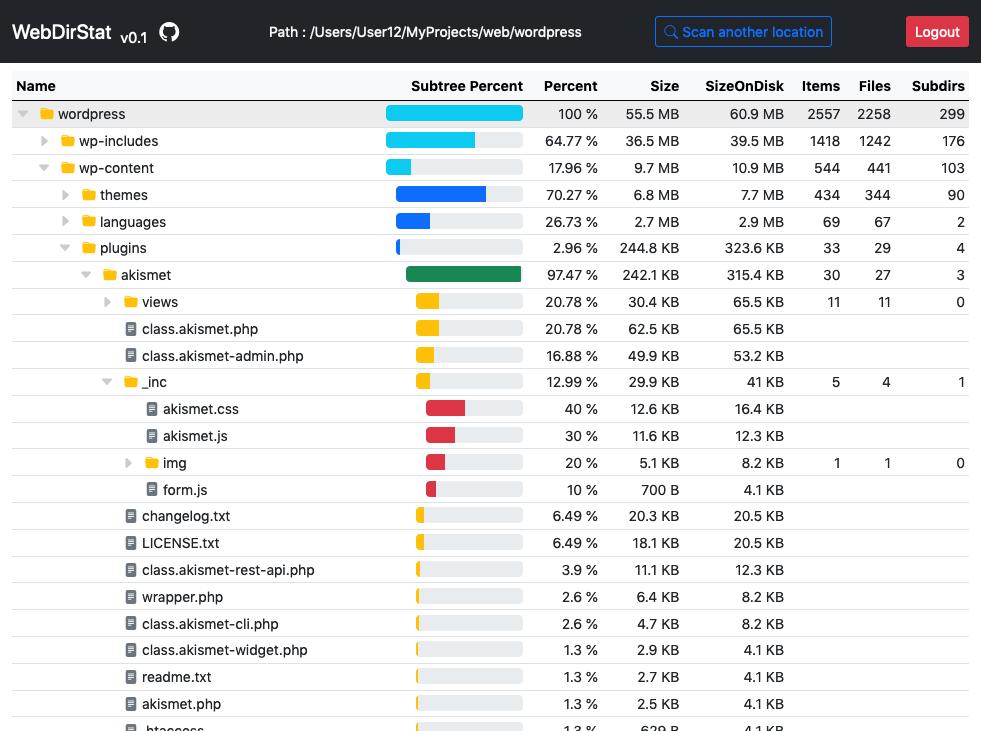 WebDirStat v0.1 Path : /Users/User12/MyProjects/web/wordpress Scan another location Logout
Name Subtree Percent Percent Size SizeOnDisk Items Files Subdirs
wordpress 100 % 55.5 MB 60.9 MB 2557 2258 299
wp-includes 64.77 % 36.5 MB 39.5 MB 1418 1242 176
wp-content 17.96 % 9.7 MB 10.9 MB 544 441 103
themes 70.27 % 6.8 MB 7.7 MB 434 344 90
languages 26.73 % 2.7 MB 2.9 MB 69 67 2
plugins 2.96 % 244.8 KB 323.6 KB 33 29 4
akismet 97.47 % 242.1 KB 315.4 KB 30 27 3
views 20.78 % 30.4 KB 65.5 KB 11 11 0
class.akismet.php 20.78 % 62.5 KB 65.5 KB
class.akismet-admin.php 16.88 % 49.9 KB 53.2 KB
_inc 12.99 % 29.9 KB 41 KB 5 4 1
akismet.css 40 % 12.6 KB 16.4 KB
akismet.js 30 % 11.6 KB 12.3 KB
img 20 % 5.1 KB 8.2 KB 1 1 0
form.js 10 % 700 B 4.1 KB
changelog.txt 6.49 % 20.3 KB 20.5 KB
LICENSE.txt 6.49 % 18.1 KB 20.5 KB
class.akismet-rest-api.php 3.9 % 11.1 KB 12.3 KB
wrapper.php 2.6 % 6.4 KB 8.2 KB
class.akismet-cli.php 2.6 % 4.7 KB 8.2 KB
class.akismet-widget.php 1.3 % 2.9 KB 4.1 KB
readme.txt 1.3 % 2.7 KB 4.1 KB
akismet.php 1.3 % 2.5 KB 4.1 KB
.htaccess 1.3 % 629 B 4.1 KB